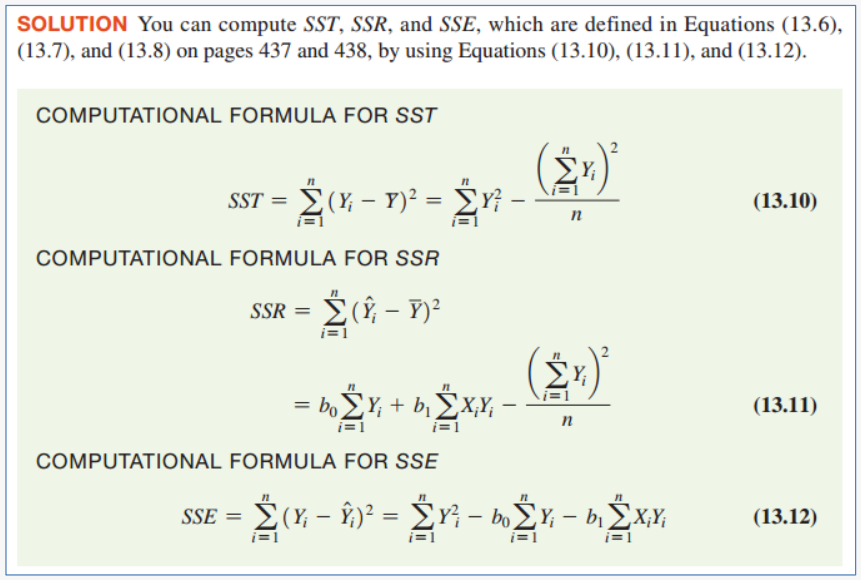 SOLUTION You can compute SST, SSR, and SSE, which are defined in Equations (13.6),
(13.7), and (13.8) on pages 437 and 438, by using Equations (13.10), (13.11), and (13.12).
COMPUTATIONAL FORMULA FOR SST
SST = \sum_{i=1}^{n} (Y_i − \bar{Y})^2 = \sum_{i=1}^{n} Y_i^2 − \frac{\left(\sum_{i=1}^{n} Y_i\right)^2}{n} (13.10)
COMPUTATIONAL FORMULA FOR SSR
SSR = \sum_{i=1}^{n} (\hat{Y}_i − \bar{Y})^2
= b_0 \sum_{i=1}^{n} Y_i + b_1 \sum_{i=1}^{n} X_i Y_i − \frac{\left(\sum_{i=1}^{n} Y_i\right)^2}{n} (13.11)
COMPUTATIONAL FORMULA FOR SSE
SSE = \sum_{i=1}^{n} (Y_i − \hat{Y}_i)^2 = \sum_{i=1}^{n} Y_i^2 − b_0 \sum_{i=1}^{n} Y_i − b_1 \sum_{i=1}^{n} X_i Y_i (13.12)